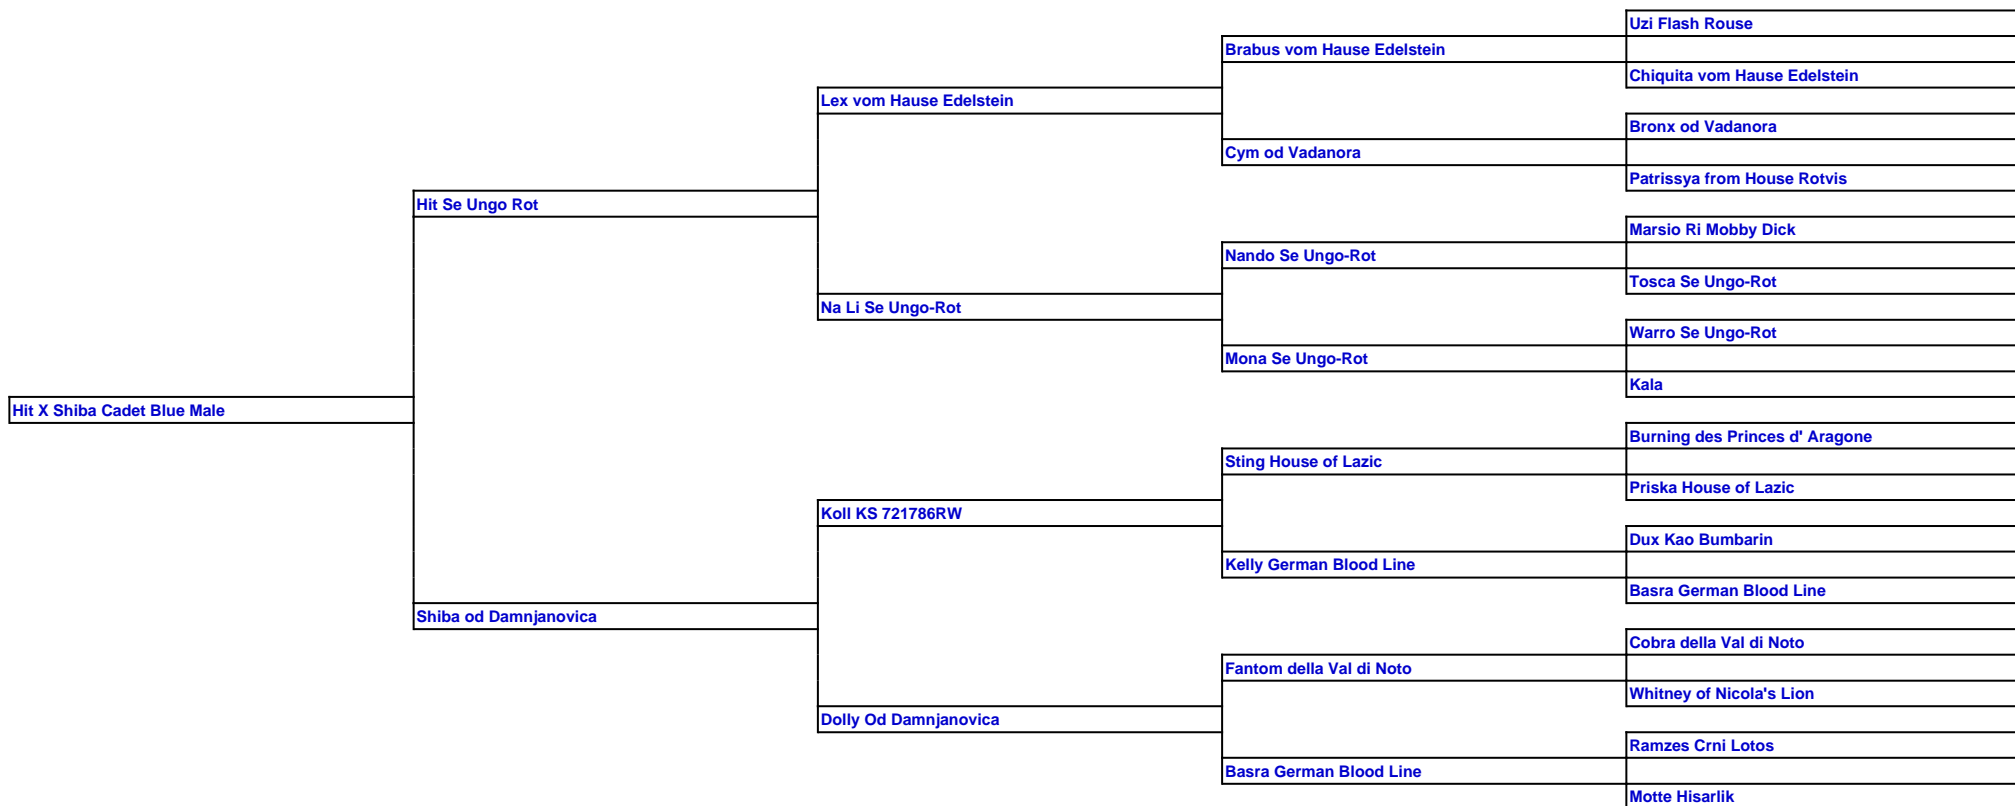 Uzi Flash Rouse
Brabus vom Hause Edelstein
Chiquita vom Hause Edelstein
Lex vom Hause Edelstein
Bronx od Vadanora
Cym od Vadanora
Patrissya from House Rotvis
Hit Se Ungo Rot
Marsio Ri Mobby Dick
Nando Se Ungo-Rot
Tosca Se Ungo-Rot
Na Li Se Ungo-Rot
Warro Se Ungo-Rot
Mona Se Ungo-Rot
Kala
Hit X Shiba Cadet Blue Male
Burning des Princes d' Aragone
Sting House of Lazic
Priska House of Lazic
Koll KS 721786RW
Dux Kao Bumbarin
Kelly German Blood Line
Basra German Blood Line
Shiba od Damnjanovica
Cobra della Val di Noto
Fantom della Val di Noto
Whitney of Nicola's Lion
Dolly Od Damnjanovica
Ramzes Crni Lotos
Basra German Blood Line
Motte Hisarlik